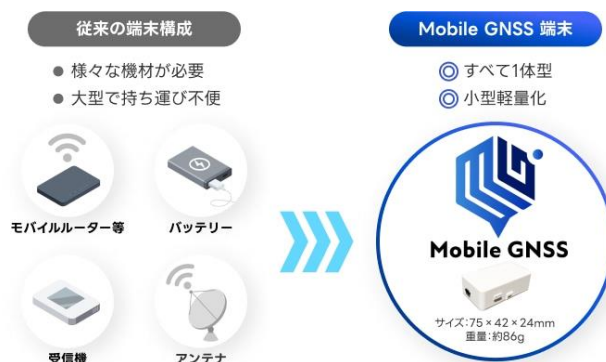 従来の端末構成
● 様々な機材が必要
● 大型で持ち運び不便
モバイルルーター等
バッテリー
受信機
アンテナ
Mobile GNSS 端末
◎ すべて1体型
◎ 小型軽量化
Mobile GNSS
サイズ:75×42×24mm
重量:約86g